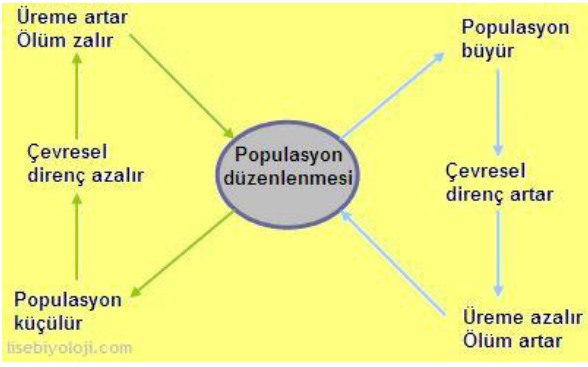 Üreme artar
Ölüm zalır
Populasyon
büyür
Çevresel
direnç azalır
Populasyon
düzenlenmesi
Çevresel
direnç artar
Populasyon
küçülür
Üreme azalır
Ölüm artar
lisebiyoloji.com